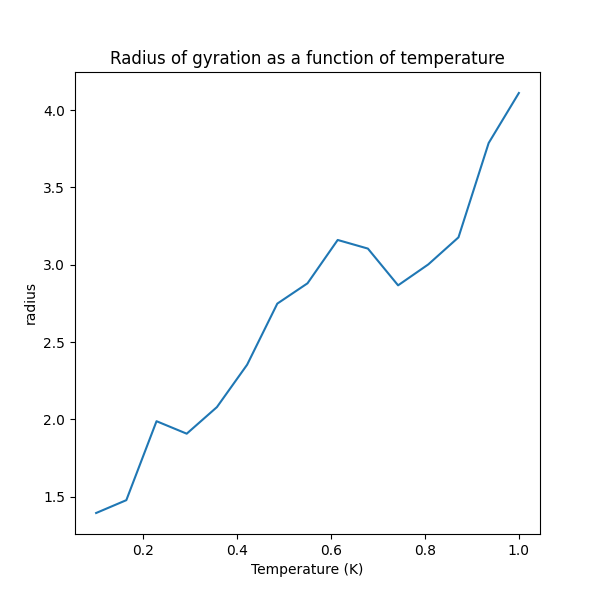 Radius of gyration as a function of temperature
4.0
3.5
3.0
2.5
2.0
1.5
radius
0.2 0.4 0.6 0.8 1.0
Temperature (K)